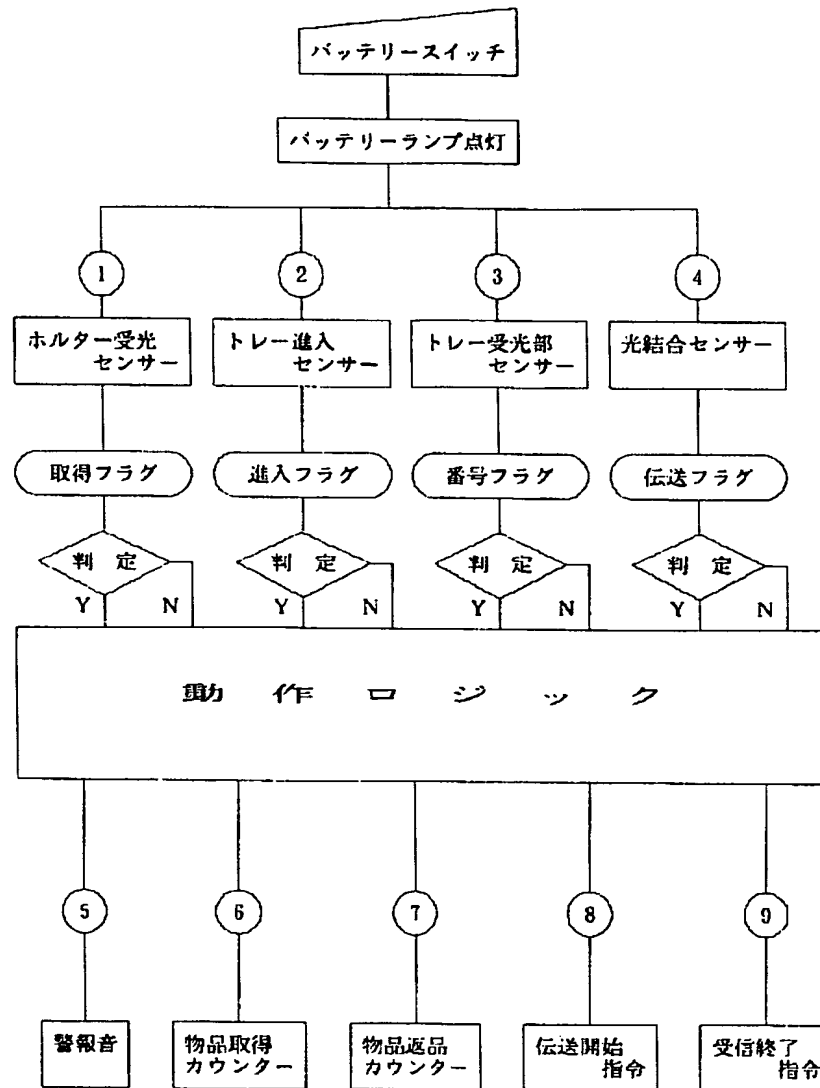 バッテリースイッチ
バッテリーランプ点灯
1
2
3
4
ホルター受光
センサー
トレー進入
センサー
トレー受光部
センサー
光結合センサー
取得フラグ
進入フラグ
番号フラグ
伝送フラグ
判定
判定
判定
判定
Y N
Y N
Y N
Y N
動作ロジック
5
6
7
8
9
警報音
物品取得
カウンター
物品返品
カウンター
伝送開始
指令
受信終了
指令